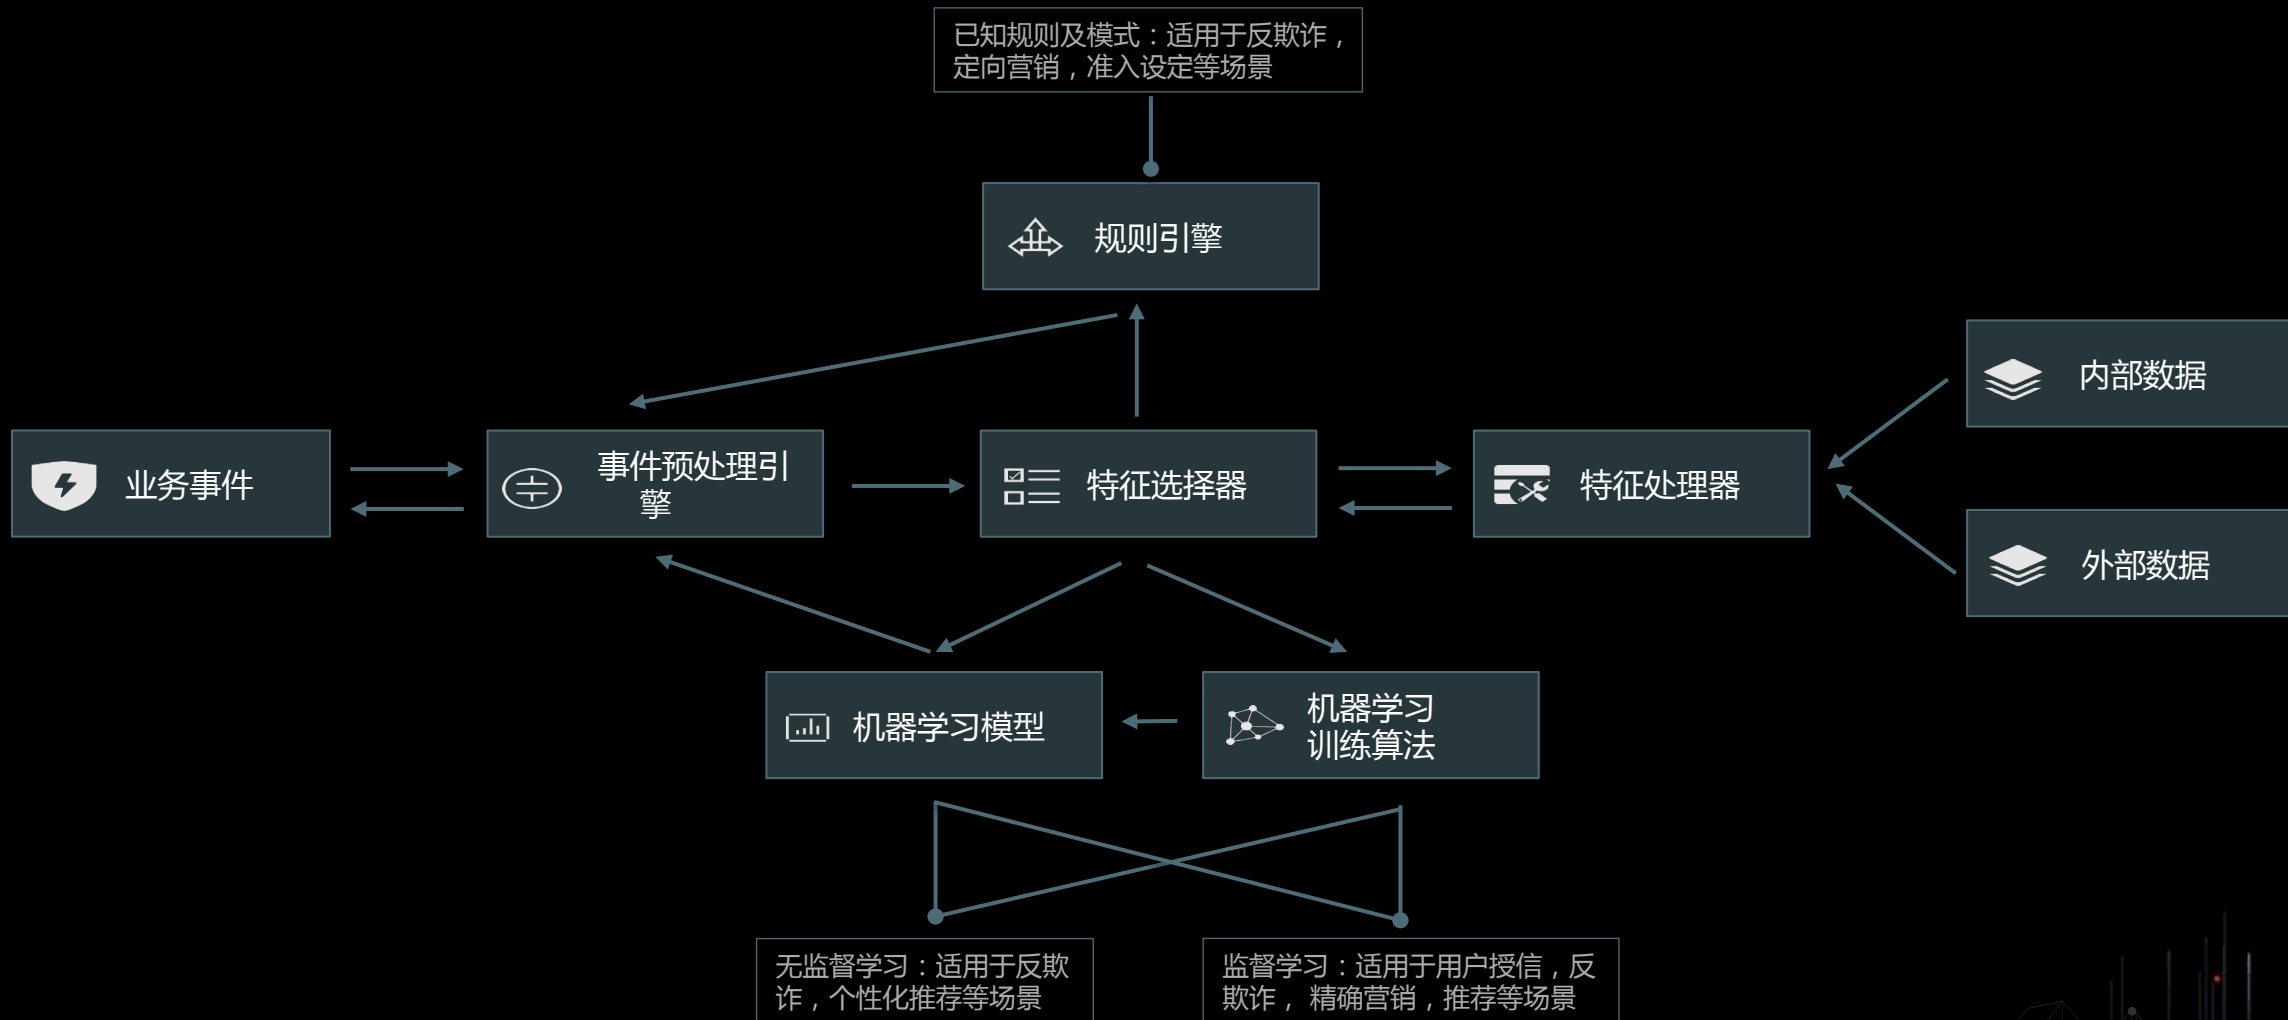 已知规则及模式：适用于反欺诈，
定向营销，准入设定等场景
规则引擎
内部数据
业务事件
事件预处理引
擎
特征选择器
特征处理器
外部数据
机器学习模型
机器学习
训练算法
无监督学习：适用于反欺
诈，个性化推荐等场景
监督学习：适用于用户授信，反
欺诈， 精确营销，推荐等场景